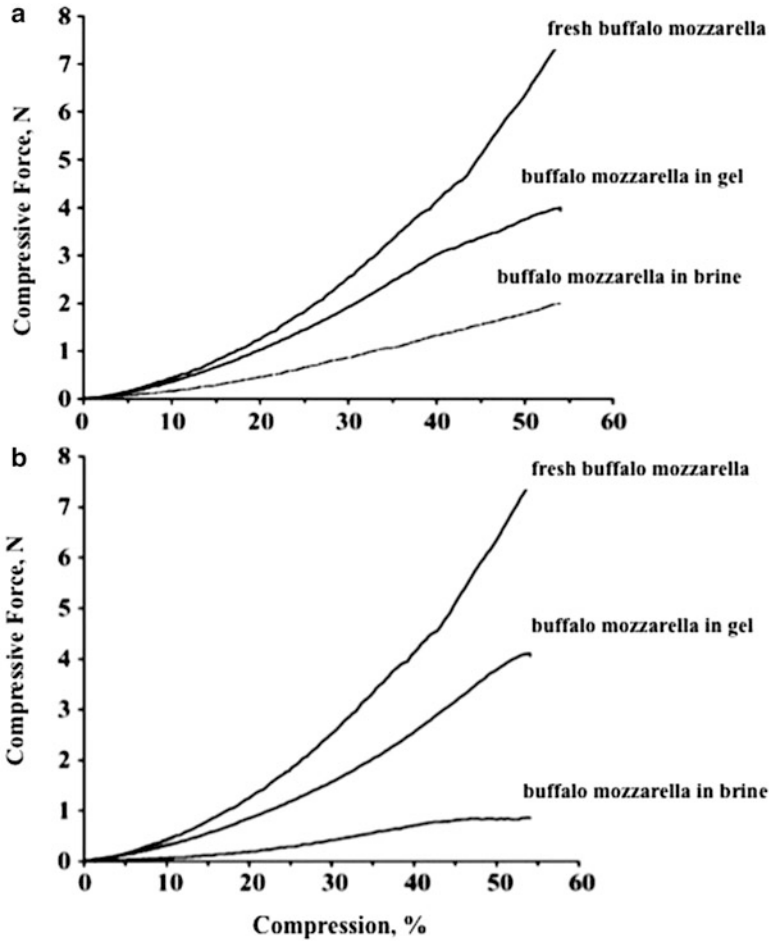 a
8
fresh buffalo mozzarella
7
6
5
buffalo mozzarella in gel
4
3
buffalo mozzarella in brine
2
1
0
Compressive Force, N
0 10 20 30 40 50 60
b
8
fresh buffalo mozzarella
7
6
5
buffalo mozzarella in gel
4
3
2
buffalo mozzarella in brine
1
0
Compressive Force, N
0 10 20 30 40 50 60
Compression, %